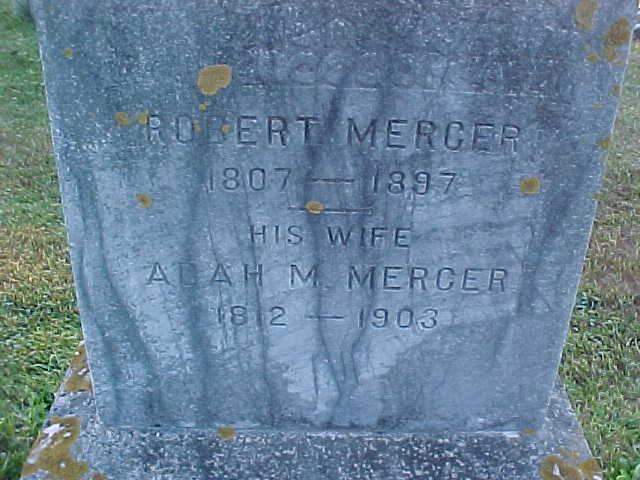 ROBERT MERCER
1807 — 1897
HIS WIFE
ADAH M. MERCER
1812 — 1903